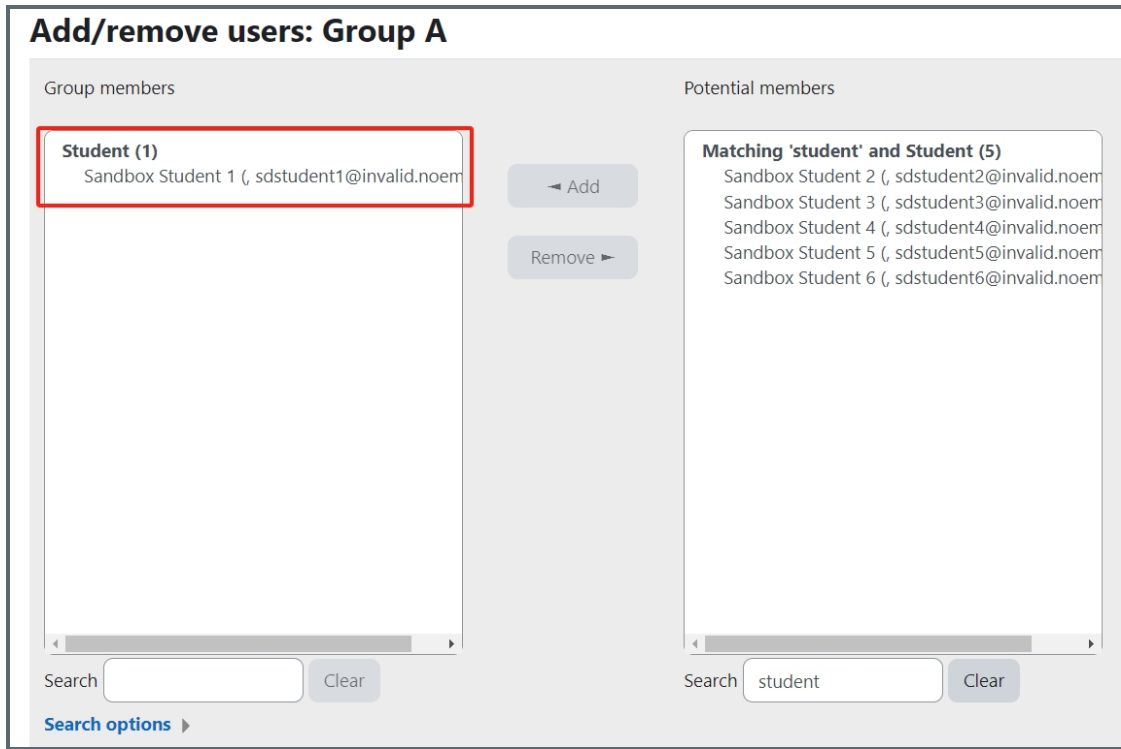 Add/remove users: Group A
Group members
Student (1)
Sandbox Student 1 (, sdstudent1@invalid.noem
◄ Add
Remove ►
Search
Clear
Search options
Potential members
Matching 'student' and Student (5)
Sandbox Student 2 (, sdstudent2@invalid.noem
Sandbox Student 3 (, sdstudent3@invalid.noem
Sandbox Student 4 (, sdstudent4@invalid.noem
Sandbox Student 5 (, sdstudent5@invalid.noem
Sandbox Student 6 (, sdstudent6@invalid.noem
Search student Clear